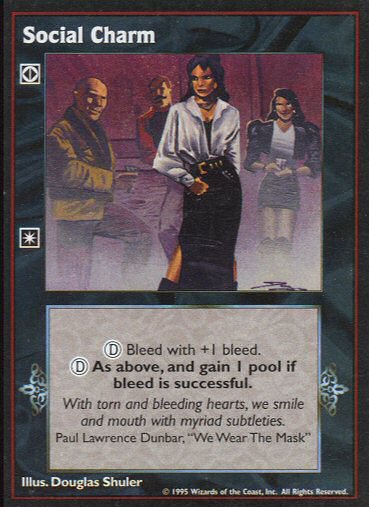 Social Charm
D Bleed with +1 bleed.
D As above, and gain 1 pool if
bleed is successful.
With torn and bleeding hearts, we smile
and mouth with myriad subtleties.
Paul Lawrence Dunbar, "We Wear The Mask"
Illus. Douglas Shuler
© 1995 Wizards of the Coast, Inc. All Rights Reserved.